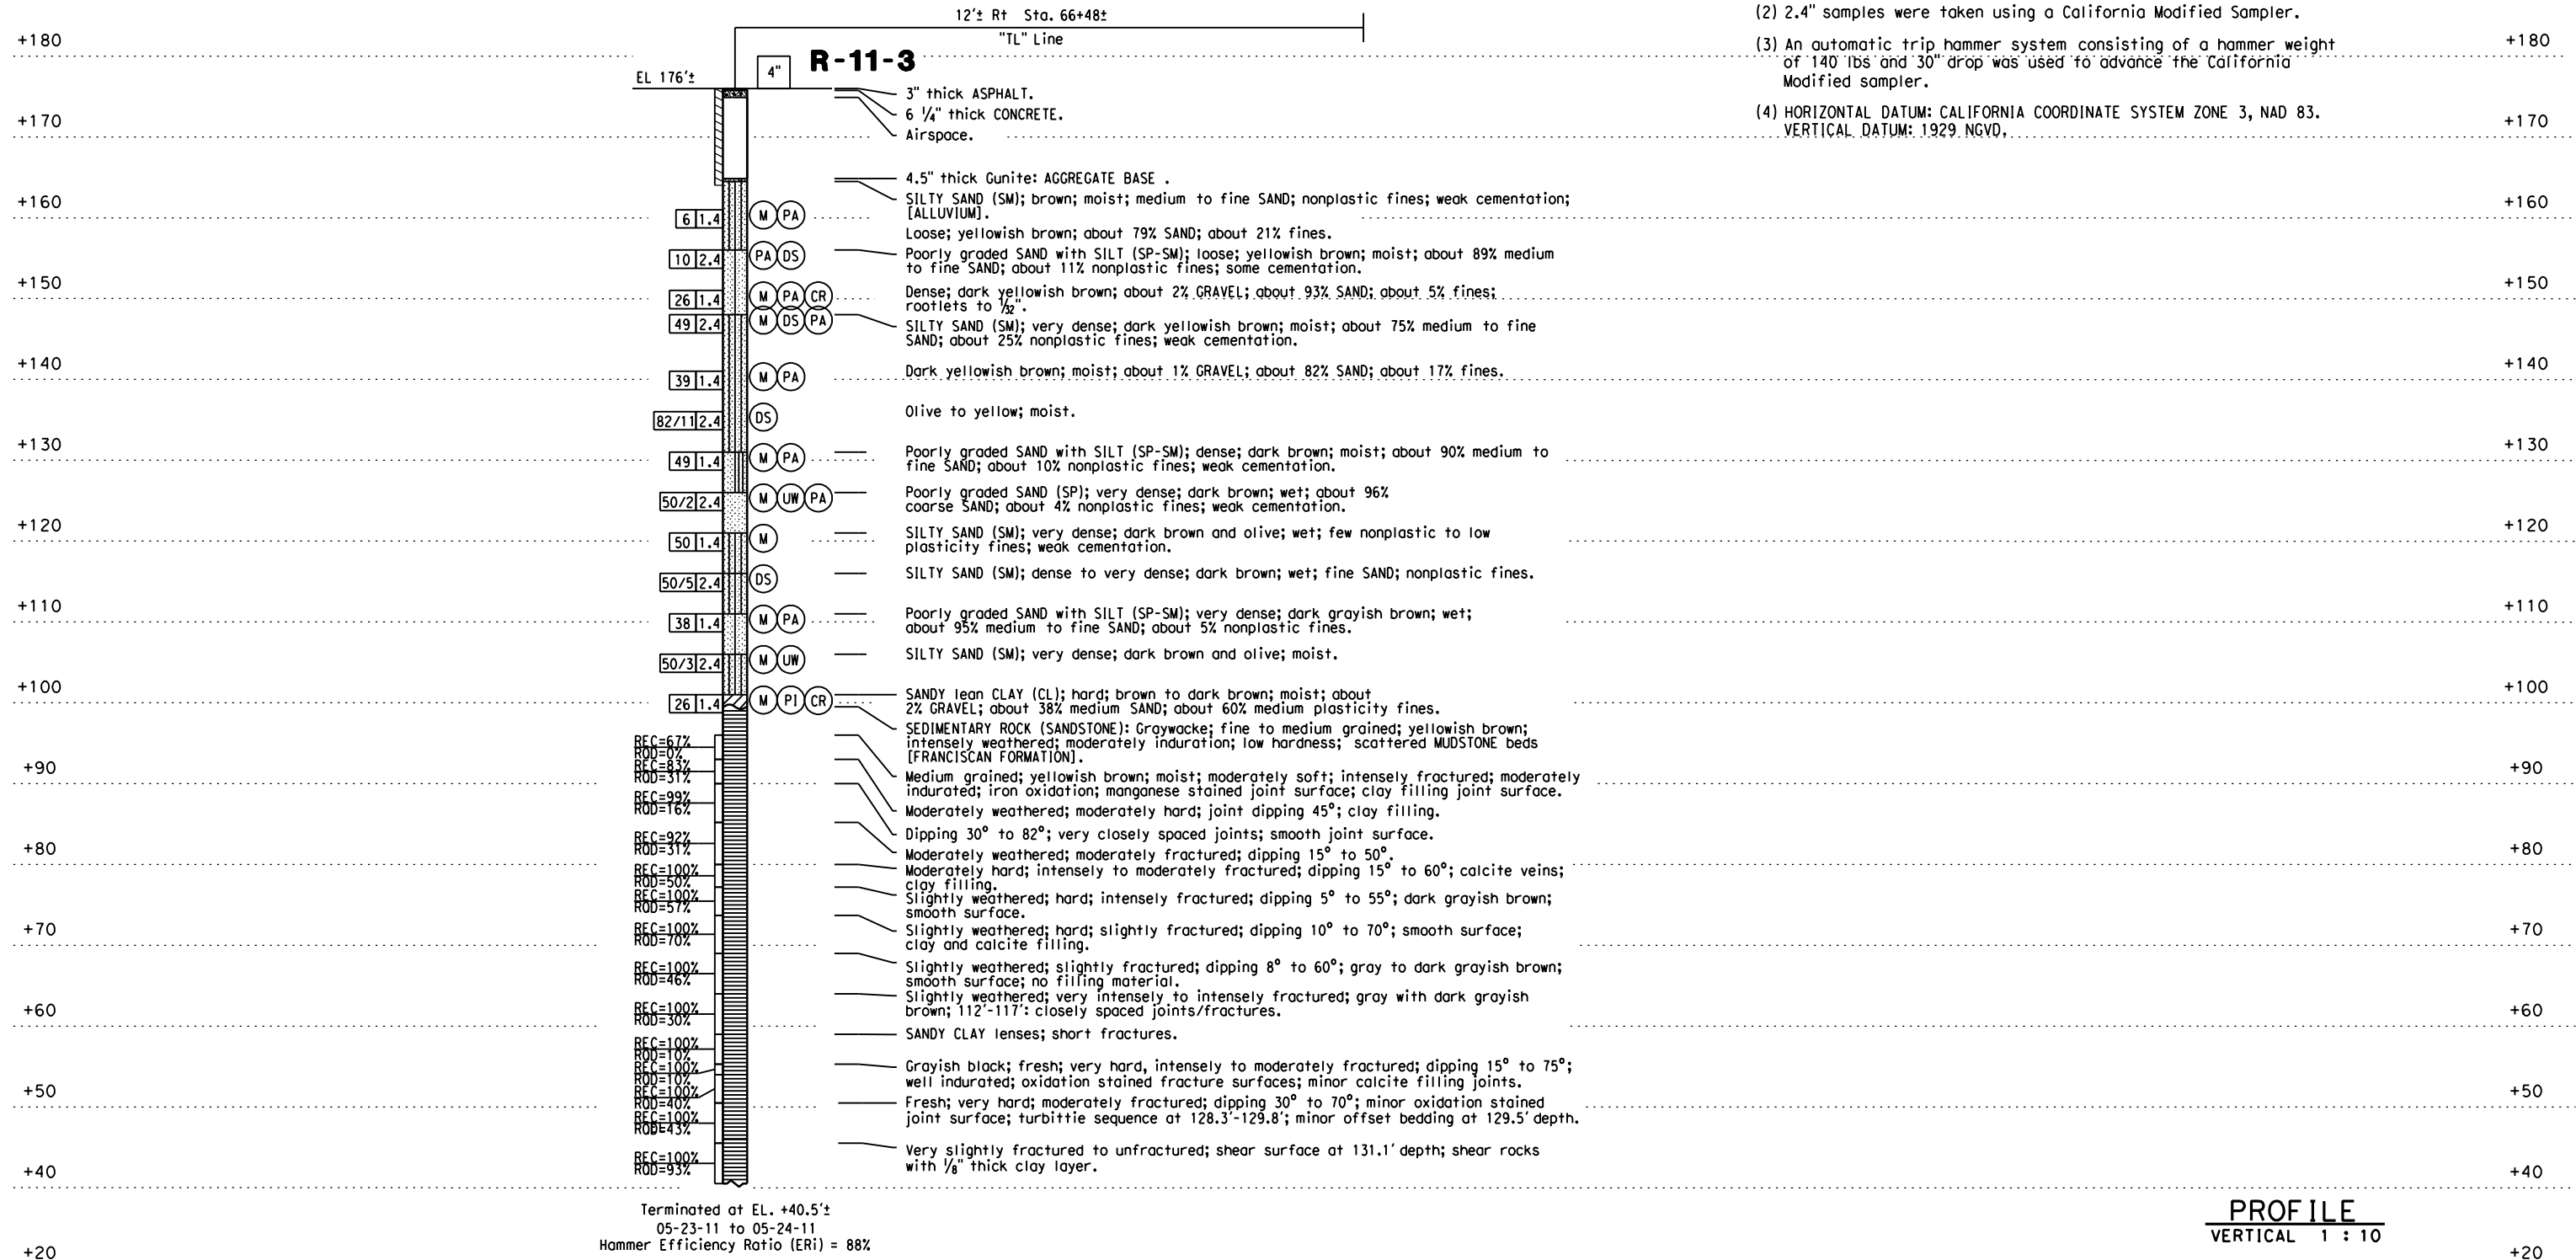 12'± Rt Sta. 66+48±
"TL" Line
(2) 2.4" samples were taken using a California Modified Sampler.
(3) An automatic trip hammer system consisting of a hammer weight
of 140 lbs and 30" drop was used to advance the California
Modified sampler.
(4) HORIZONTAL DATUM: CALIFORNIA COORDINATE SYSTEM ZONE 3, NAD 83.
VERTICAL DATUM: 1929 NGVD.
+180 +180
EL 176'± 4" R-11-3
3" thick ASPHALT.
6 1/4" thick CONCRETE.
+170 +170
Airspace.
4.5" thick Gunite: AGGREGATE BASE .
SILTY SAND (SM); brown; moist; medium to fine SAND; nonplastic fines; weak cementation;
[ALLUVIUM].
+160 +160
6 1.4 M PA
Loose; yellowish brown; about 79% SAND; about 21% fines.
10 2.4 PA DS
Poorly graded SAND with SILT (SP-SM); loose; yellowish brown; moist; about 89% medium
to fine SAND; about 11% nonplastic fines; some cementation.
+150 +150
26 1.4 M PA CR
Dense; dark yellowish brown; about 2% GRAVEL; about 93% SAND; about 5% fines;
rootlets to 1/32".
49 2.4 M DS PA
SILTY SAND (SM); very dense; dark yellowish brown; moist; about 75% medium to fine
SAND; about 25% nonplastic fines; weak cementation.
+140 +140
39 1.4 M PA
Dark yellowish brown; moist; about 1% GRAVEL; about 82% SAND; about 17% fines.
82/11 2.4 DS
Olive to yellow; moist.
+130 +130
49 1.4 M PA
Poorly graded SAND with SILT (SP-SM); dense; dark brown; moist; about 90% medium to
fine SAND; about 10% nonplastic fines; weak cementation.
50/2 2.4 M UW PA
Poorly graded SAND (SP); very dense; dark brown; wet; about 96%
coarse SAND; about 4% nonplastic fines; weak cementation.
+120 +120
50 1.4 M
SILTY SAND (SM); very dense; dark brown and olive; wet; few nonplastic to low
plasticity fines; weak cementation.
50/5 2.4 DS
SILTY SAND (SM); dense to very dense; dark brown; wet; fine SAND; nonplastic fines.
+110 +110
38 1.4 M PA
Poorly graded SAND with SILT (SP-SM); very dense; dark grayish brown; wet;
about 95% medium to fine SAND; about 5% nonplastic fines.
50/3 2.4 M UW
SILTY SAND (SM); very dense; dark brown and olive; moist.
+100 +100
26 1.4 M PI CR
SANDY lean CLAY (CL); hard; brown to dark brown; moist; about
2% GRAVEL; about 38% medium SAND; about 60% medium plasticity fines.
SEDIMENTARY ROCK (SANDSTONE): Graywacke; fine to medium grained; yellowish brown;
intensely weathered; moderately induration; low hardness; scattered MUDSTONE beds
[FRANCISCAN FORMATION].
REC=67%
RQD=0%
REC=83%
RQD=31%
+90 +90
Medium grained; yellowish brown; moist; moderately soft; intensely fractured; moderately
indurated; iron oxidation; manganese stained joint surface; clay filling joint surface.
REC=99%
RQD=16%
Moderately weathered; moderately hard; joint dipping 45°; clay filling.
Dipping 30° to 82°; very closely spaced joints; smooth joint surface.
REC=92%
RQD=31%
+80 +80
Moderately weathered; moderately fractured; dipping 15° to 50°.
Moderately hard; intensely to moderately fractured; dipping 15° to 60°; calcite veins;
clay filling.
REC=100%
RQD=50%
REC=100%
RQD=57%
Slightly weathered; hard; intensely fractured; dipping 5° to 55°; dark grayish brown;
smooth surface.
+70 +70
REC=100%
RQD=70%
Slightly weathered; hard; slightly fractured; dipping 10° to 70°; smooth surface;
clay and calcite filling.
REC=100%
RQD=46%
Slightly weathered; slightly fractured; dipping 8° to 60°; gray to dark grayish brown;
smooth surface; no filling material.
+60 +60
REC=100%
RQD=30%
Slightly weathered; very intensely to intensely fractured; gray with dark grayish
brown; 112'-117': closely spaced joints/fractures.
SANDY CLAY lenses; short fractures.
REC=100%
RQD=10%
REC=100%
RQD=10%
Grayish black; fresh; very hard, intensely to moderately fractured; dipping 15° to 75°;
well indurated; oxidation stained fracture surfaces; minor calcite filling joints.
+50 +50
REC=100%
RQD=40%
REC=100%
RQD=43%
Fresh; very hard; moderately fractured; dipping 30° to 70°; minor oxidation stained
joint surface; turbittie sequence at 128.3'-129.8'; minor offset bedding at 129.5' depth.
REC=100%
RQD=93%
Very slightly fractured to unfractured; shear surface at 131.1' depth; shear rocks
with 1/8" thick clay layer.
+40 +40
Terminated at EL. +40.5'±
05-23-11 to 05-24-11
Hammer Efficiency Ratio (ERi) = 88%
PROFILE
VERTICAL 1 : 10
+20 +20